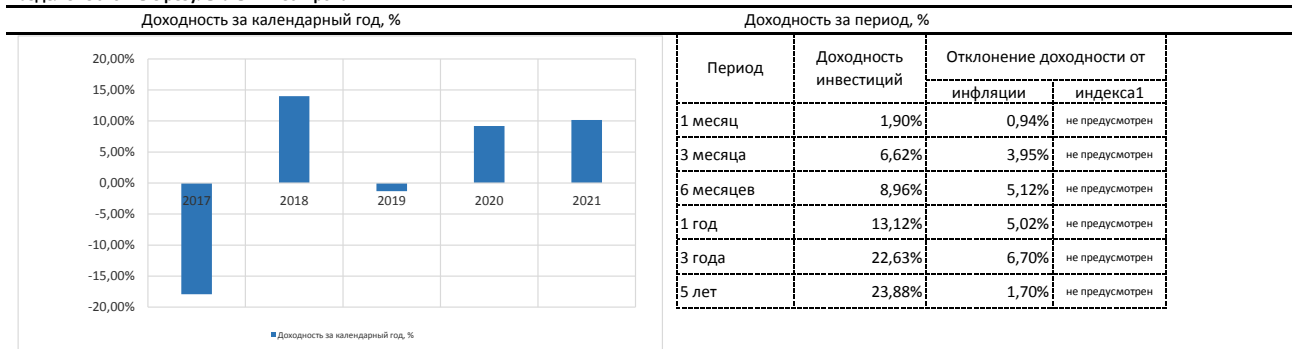 Доходность за календарный год, %
Доходность за период, %
20,00%
15,00%
10,00%
5,00%
0,00%
-5,00%
-10,00%
-15,00%
-20,00%
2017 2018 2019 2020 2021
Доходность за календарный год, %
Период Доходность инвестиций Отклонение доходности от
инфляции индекса1
1 месяц 1,90% 0,94% не предусмотрен
3 месяца 6,62% 3,95% не предусмотрен
6 месяцев 8,96% 5,12% не предусмотрен
1 год 13,12% 5,02% не предусмотрен
3 года 22,63% 6,70% не предусмотрен
5 лет 23,88% 1,70% не предусмотрен